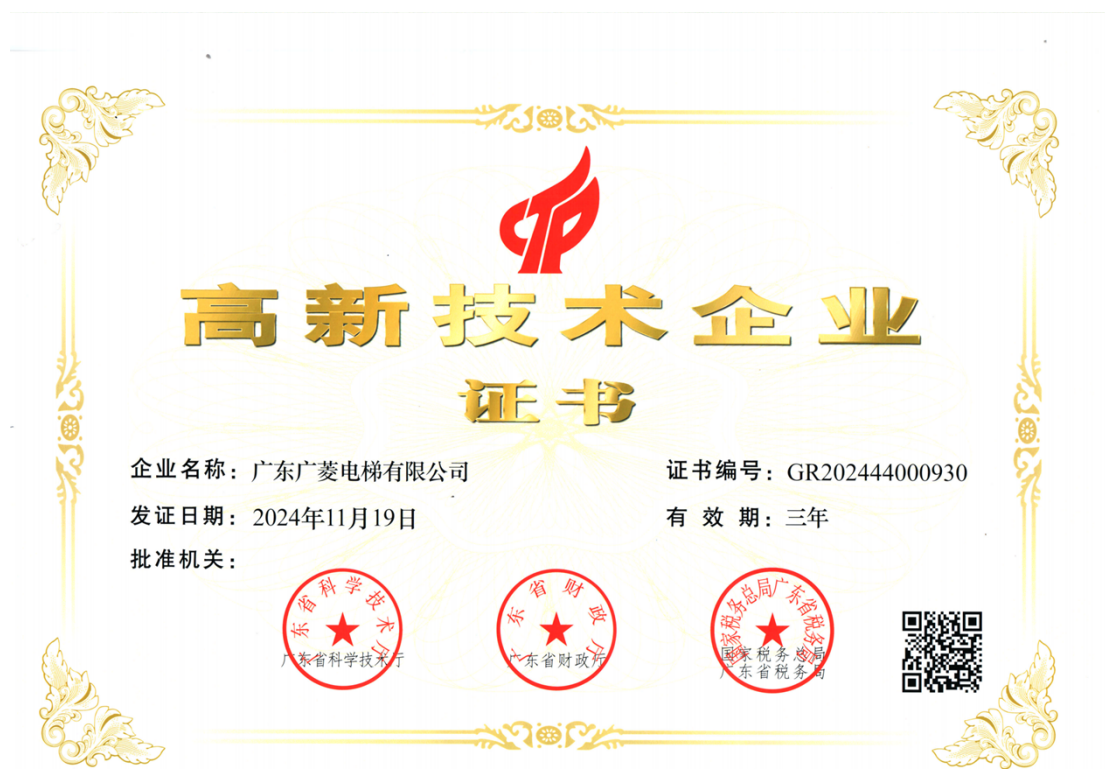 高新技术企业
证书
企业名称：广东广菱电梯有限公司
证书编号：GR202444000930
发证日期：2024年11月19日
有效期：三年
批准机关：
广东省科学技术厅
广东省科学技术厅
广东省财政厅
广东省财政厅
国家税务总局广东省税务局
国家税务总局
广东省税务局